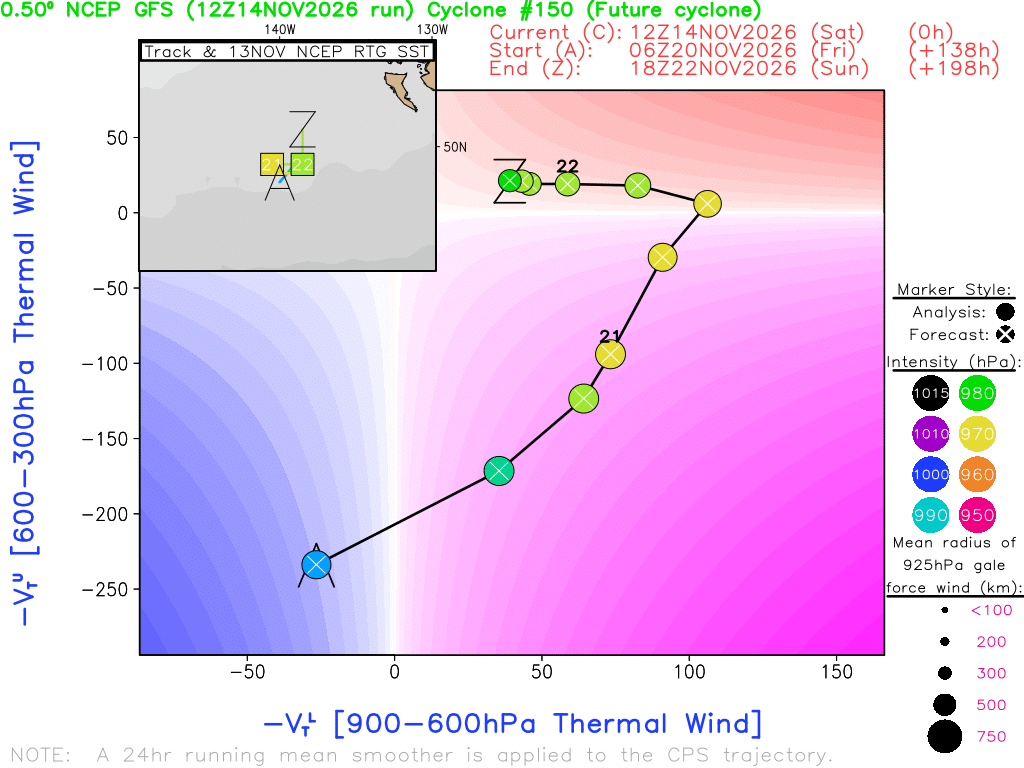 0.50° NCEP GFS (12Z14NOV2026 run) Cyclone #150 (Future cyclone)
Current (C): 12Z14NOV2026 (Sat) (0h)
Start (A): 06Z20NOV2026 (Fri) (+138h)
End (Z): 18Z22NOV2026 (Sun) (+198h)
140W 130W
Track & 13NOV NCEP RTG SST
50N
Z
21 22
A
Z
22
21
A
50
0
−50
−100
−150
−200
−250
−50 0 50 100 150
−V_T^U [600−300hPa Thermal Wind]
−V_T^L [900−600hPa Thermal Wind]
Marker Style:
Analysis:
Forecast:
Intensity (hPa):
1015 980
1010 970
1000 960
990 950
Mean radius of
925hPa gale
force wind (km):
<100
200
300
500
750
NOTE: A 24hr running mean smoother is applied to the CPS trajectory.